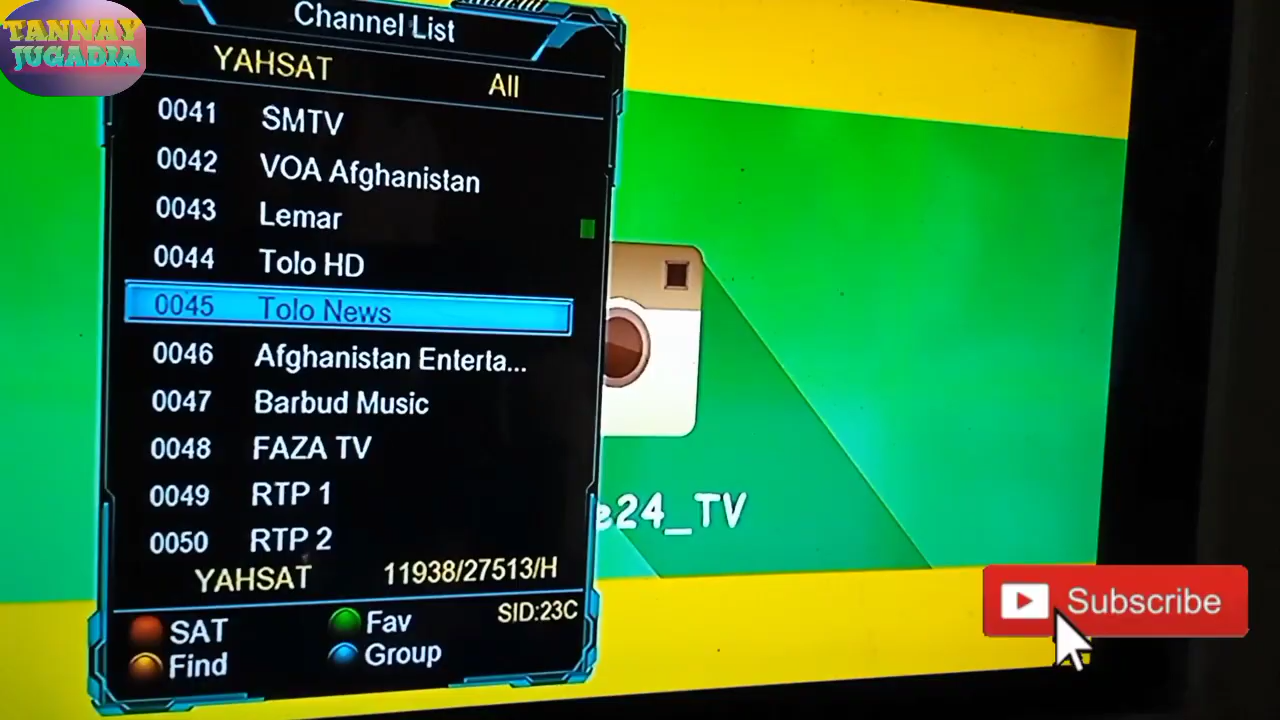 TANNAY
JUGADIA
Channel List
YAHSAT All
0041 SMTV
0042 VOA Afghanistan
0043 Lemar
0044 Tolo HD
0045 Tolo News
0046 Afghanistan Enterta...
0047 Barbud Music
0048 FAZA TV
0049 RTP 1
0050 RTP 2
YAHSAT 11938/27513/H
SID:23C
SAT Fav
Find Group
e24_TV
Subscribe